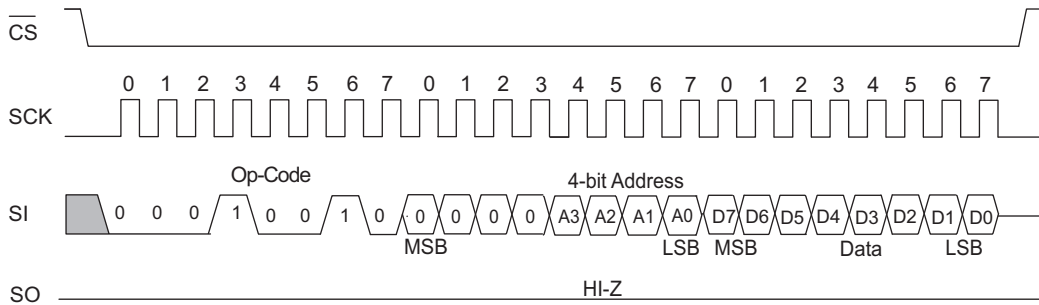 CS
0 1 2 3 4 5 6 7 0 1 2 3 4 5 6 7 0 1 2 3 4 5 6 7
SCK
Op-Code 4-bit Address
SI 0 0 0 1 0 0 1 0 0 0 0 0 A3 A2 A1 A0 D7 D6 D5 D4 D3 D2 D1 D0
MSB LSB MSB Data LSB
HI-Z
SO